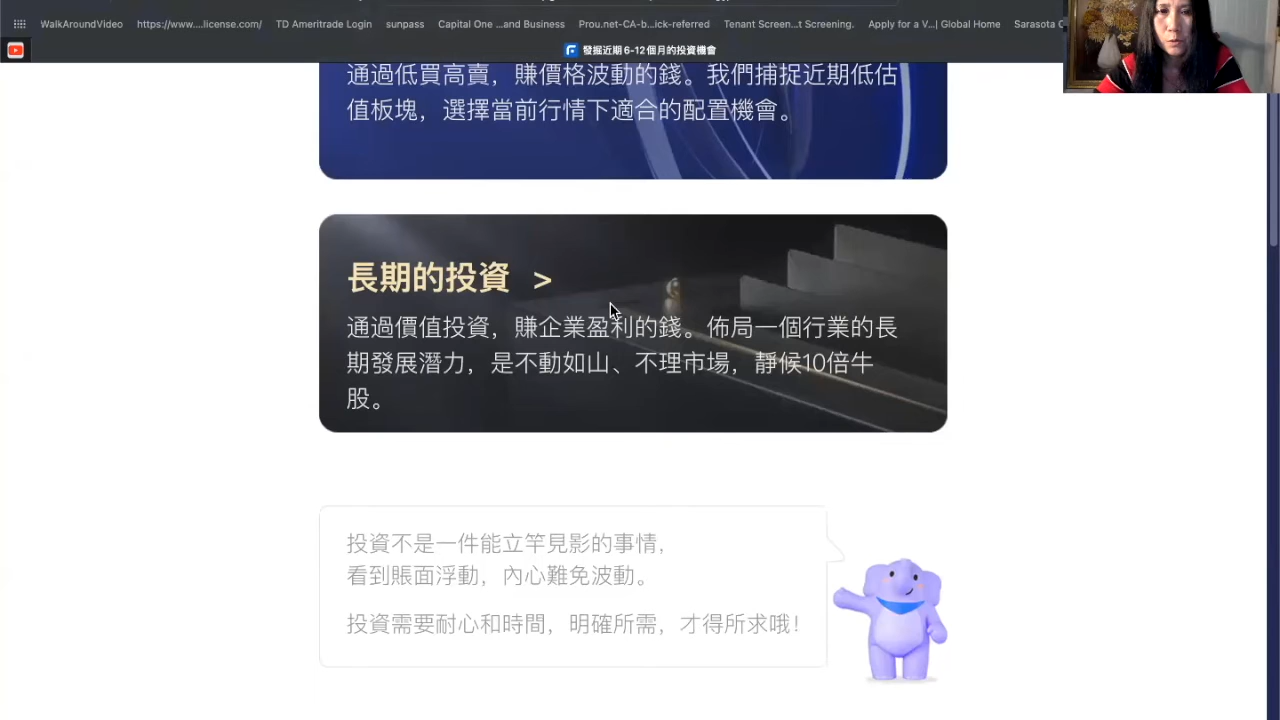 WalkAroundVideo
https://www....license.com/
TD Ameritrade Login
sunpass
Capital One ...and Business
Prou.net-CA-b...ick-referred
Tenant Screen...t Screening.
Apply for a V...| Global Home
Sarasota C
發掘近期6-12個月的投資機會
通過低買高賣，賺價格波動的錢。我們捕捉近期低估
值板塊，選擇當前行情下適合的配置機會。
長期的投資 >
通過價值投資，賺企業盈利的錢。佈局一個行業的長
期發展潛力，是不動如山、不理市場，靜候10倍牛
股。
投資不是一件能立竿見影的事情，
看到賬面浮動，內心難免波動。
投資需要耐心和時間，明確所需，才得所求哦！